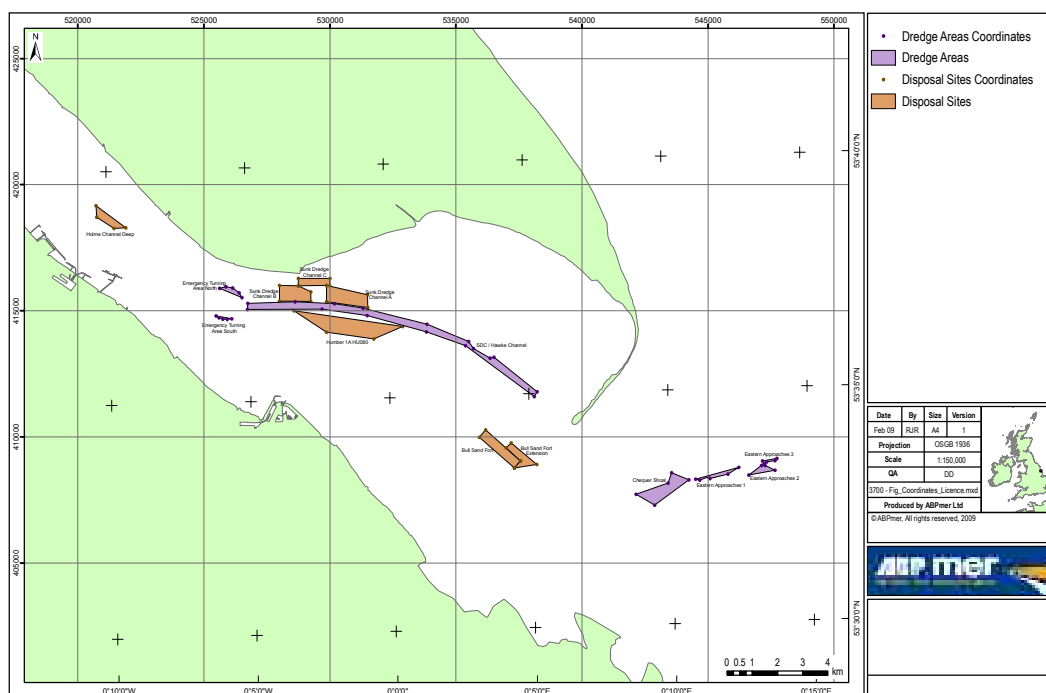 520000
525000
530000
535000
540000
545000
550000
425000
420000
415000
410000
405000
400000
N
Holme Channel Deep
Emergency Turning
Area North
Emergency Turning
Area South
Sunk Dredge
Channel B
Sunk Dredge
Channel C
Sunk Dredge
Channel A
Humber 1A HU080
SDC / Hawke Channel
Bull Sand Fort
Bull Sand Fort
Extension
Chequer Shoal
Eastern Approaches 1
Eastern Approaches 3
Eastern Approaches 2
53°40'0"N
53°35'0"N
53°30'0"N
0 0.5 1 2 3 4
km
0°10'0"W
0°5'0"W
0°0'0"
0°5'0"E
0°10'0"E
0°15'0"E
Dredge Areas Coordinates
Dredge Areas
Disposal Sites Coordinates
Disposal Sites
Date By Size Version
Feb 09 RJR A4 1
Projection OSGB 1936
Scale 1:150,000
QA DD
3700 - Fig_Coordinates_Licence.mxd
Produced by ABPmer Ltd
©ABPmer, All rights reserved, 2009
ABP mer